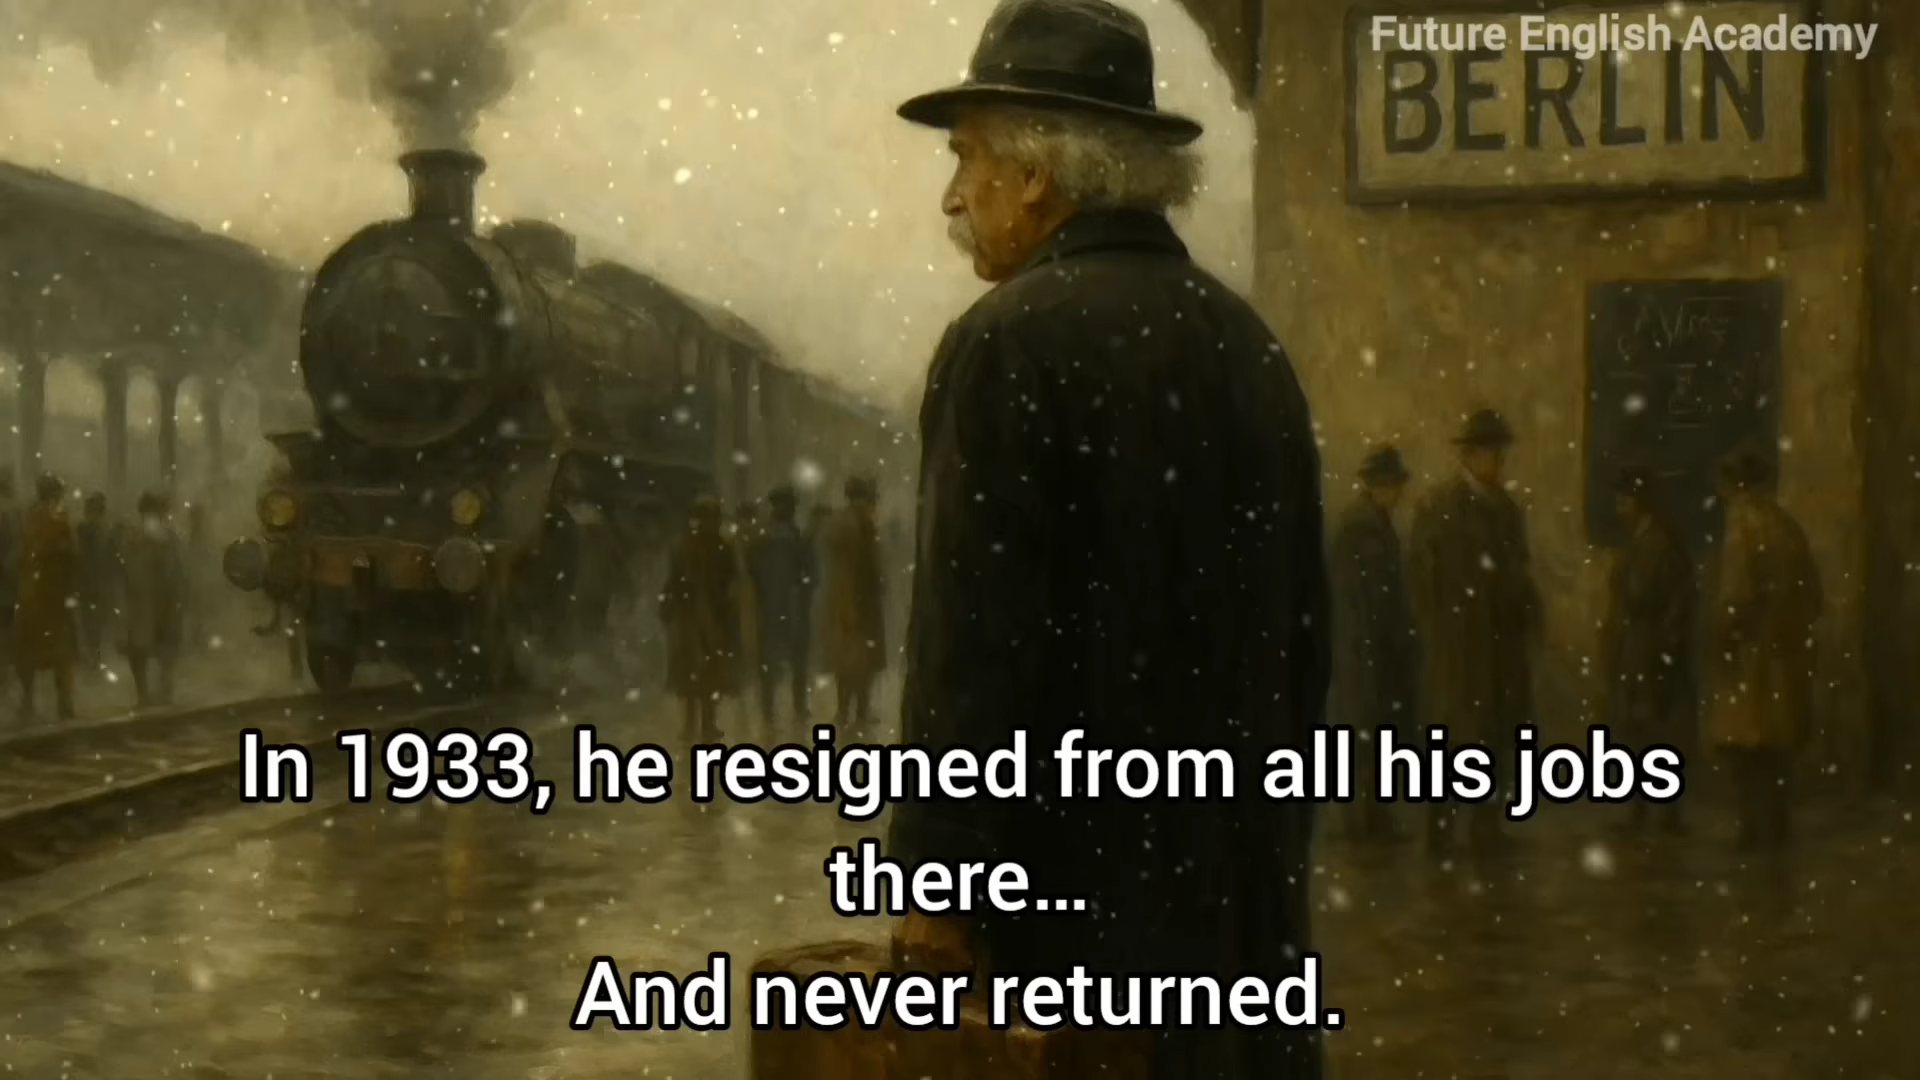 Future English Academy
BERLIN
In 1933, he resigned from all his jobs
there...
And never returned.